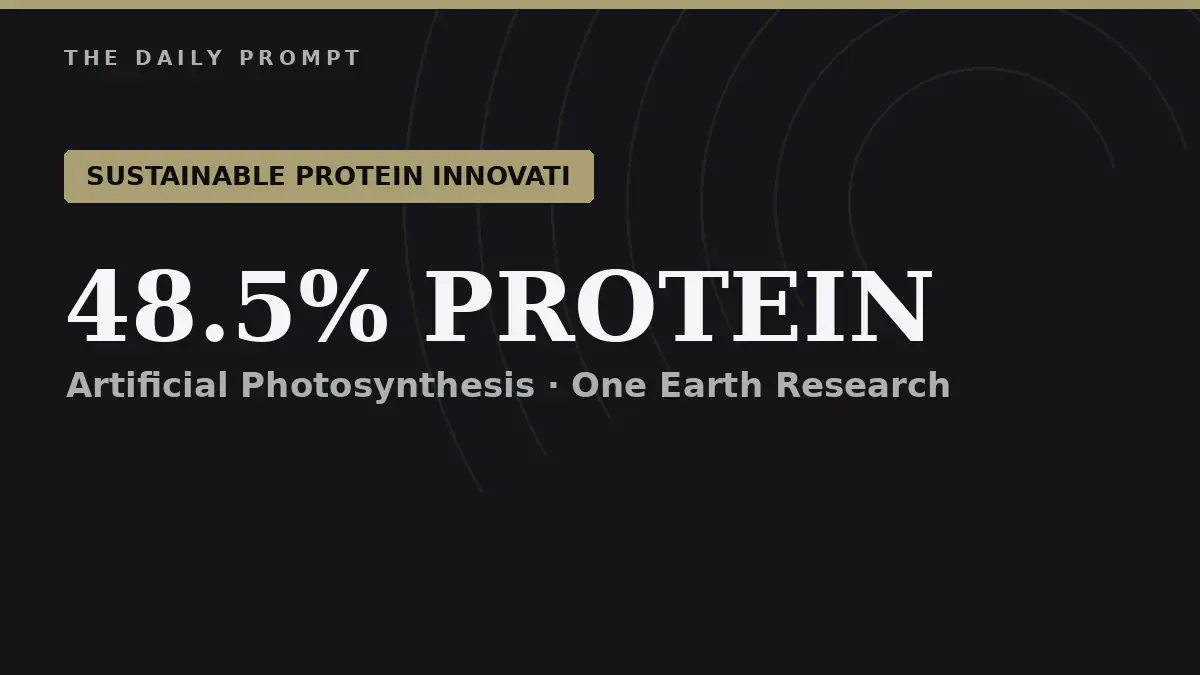 THE DAILY PROMPT
SUSTAINABLE PROTEIN INNOVATI
48.5% PROTEIN
Artificial Photosynthesis · One Earth Research